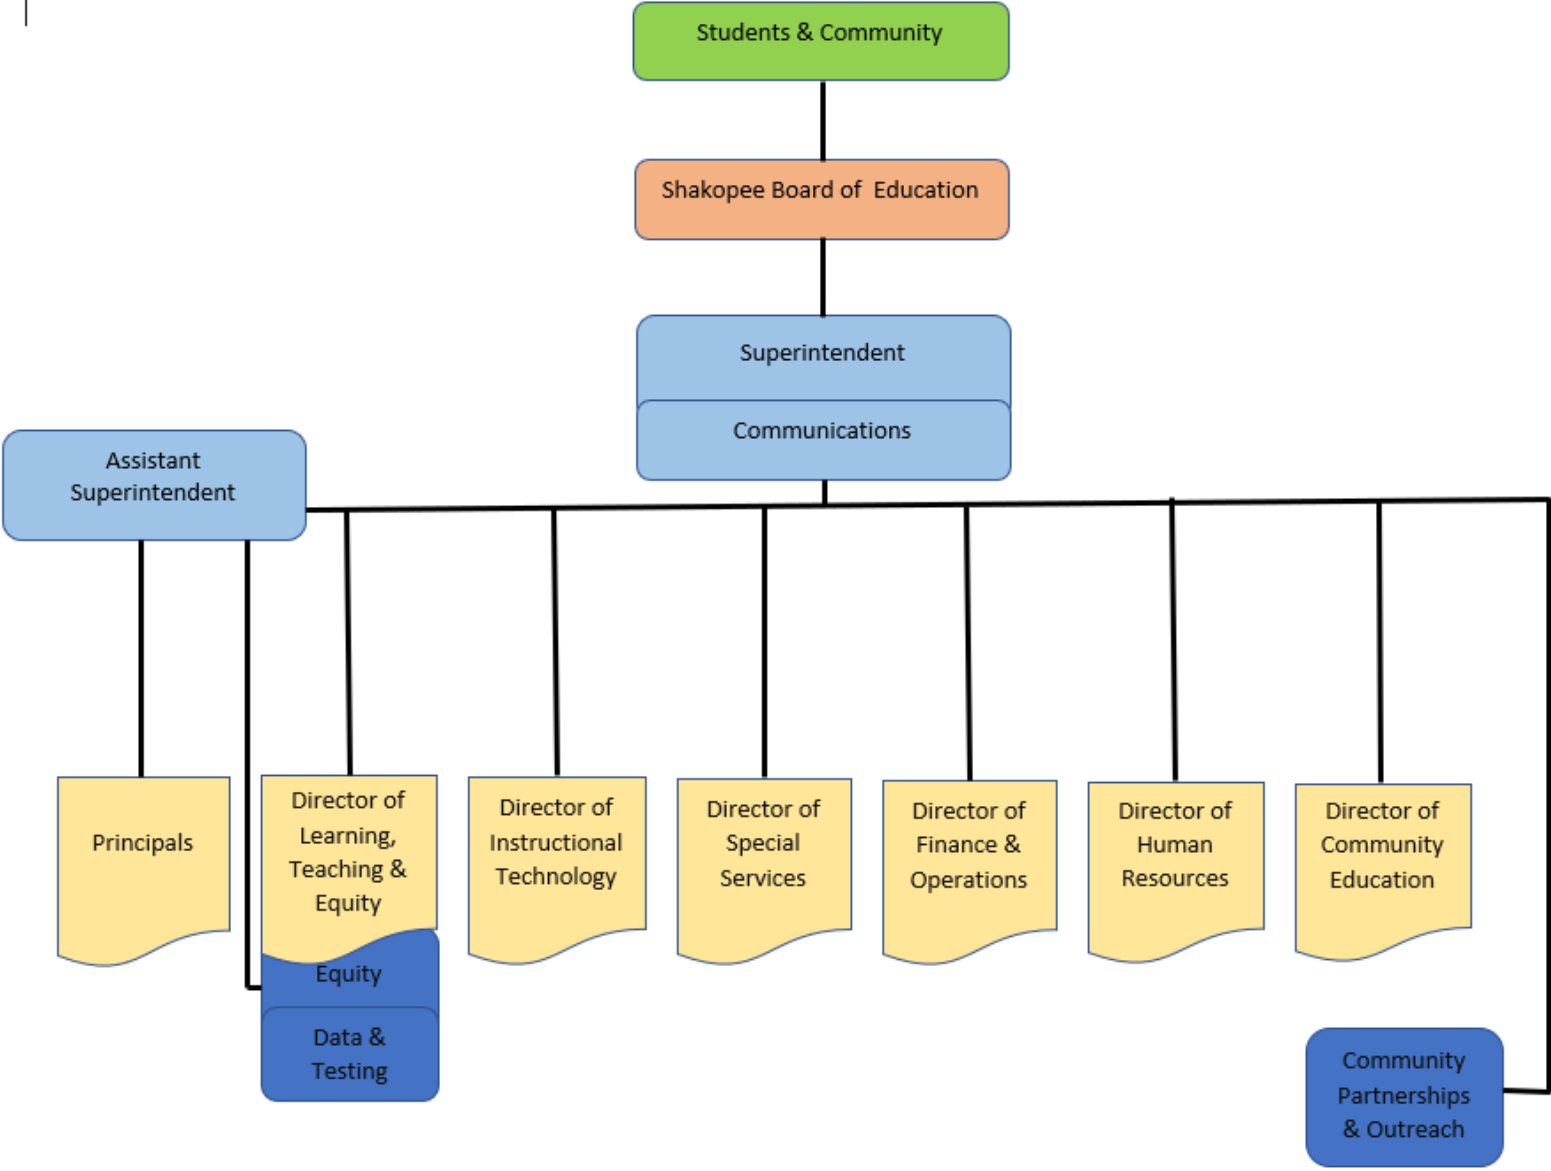 Students & Community
Shakopee Board of  Education
Superintendent
Communications
Assistant
Superintendent
Principals
Director of
Learning,
Teaching &
Equity
Director of
Instructional
Technology
Director of
Special
Services
Director of
Finance &
Operations
Director of
Human
Resources
Director of
Community
Education
Equity
Data &
Testing
Community
Partnerships
& Outreach